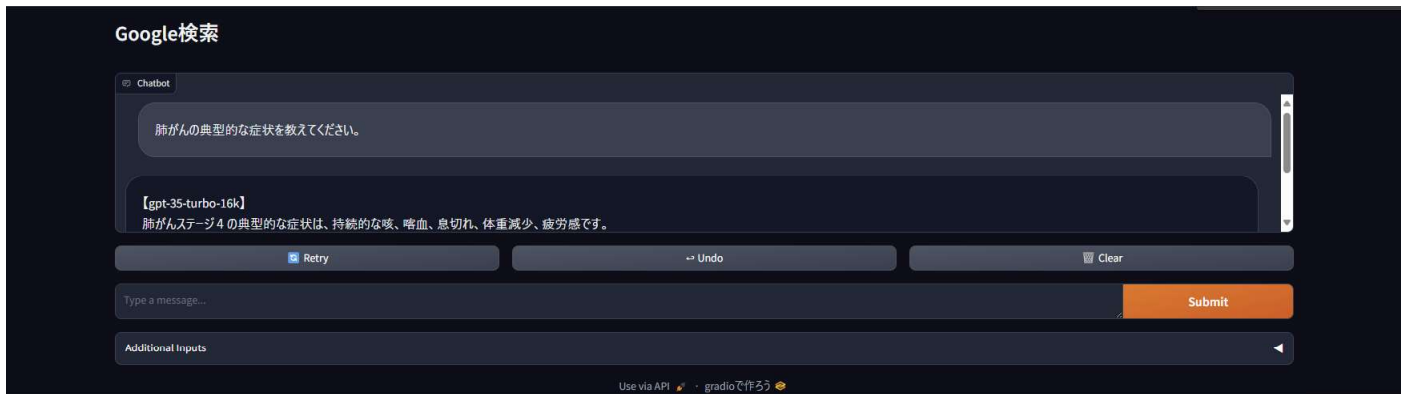 Google検索
Chatbot
肺がんの典型的な症状を教えてください。
【gpt-35-turbo-16k】
肺がんステージ4の典型的な症状は、持続的な咳、喀血、息切れ、体重減少、疲労感です。
Retry
Undo
Clear
Type a message...
Submit
Additional Inputs
Use via API · gradioで作ろう